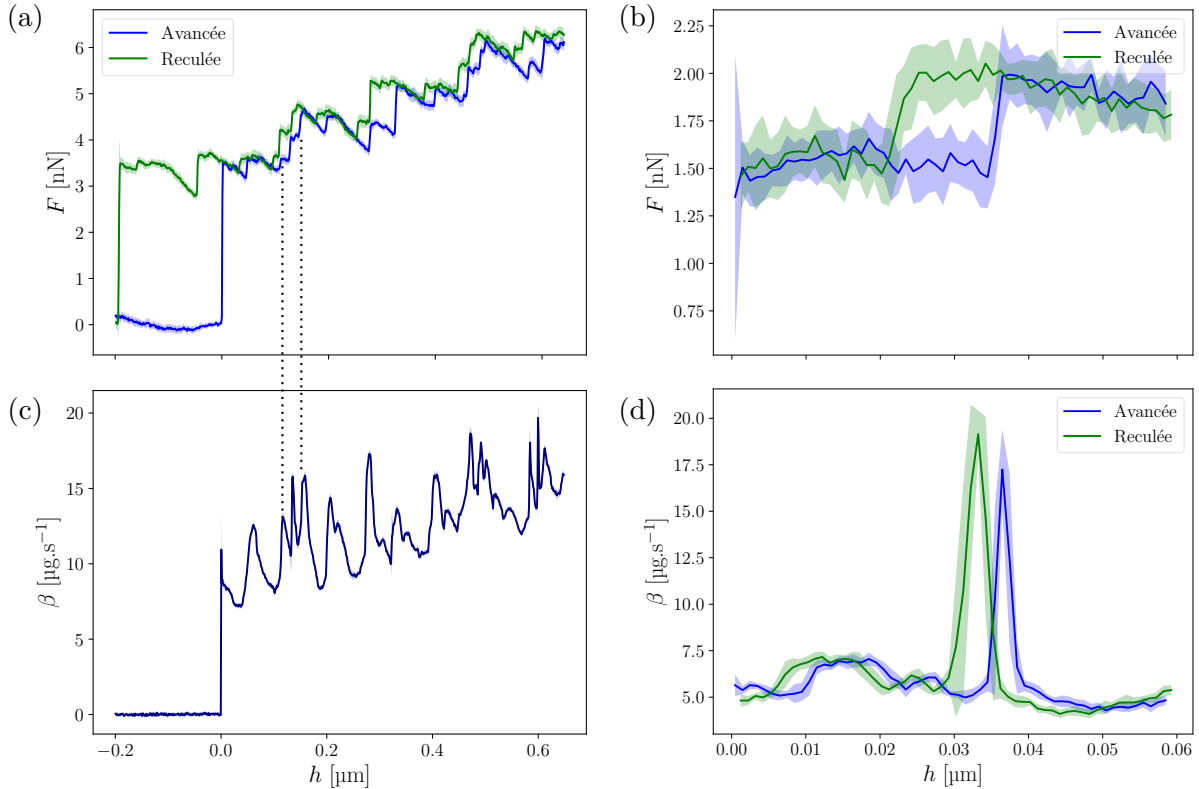 (a)
Avancée
Reculée
F [nN]
6
5
4
3
2
1
0
(b)
Avancée
Reculée
F [nN]
2.25
2.00
1.75
1.50
1.25
1.00
0.75
(c)
β [µg.s⁻¹]
20
15
10
5
0
−0.2
0.0
0.2
0.4
0.6
h [µm]
(d)
Avancée
Reculée
β [µg.s⁻¹]
20.0
17.5
15.0
12.5
10.0
7.5
5.0
0.00
0.01
0.02
0.03
0.04
0.05
0.06
h [µm]